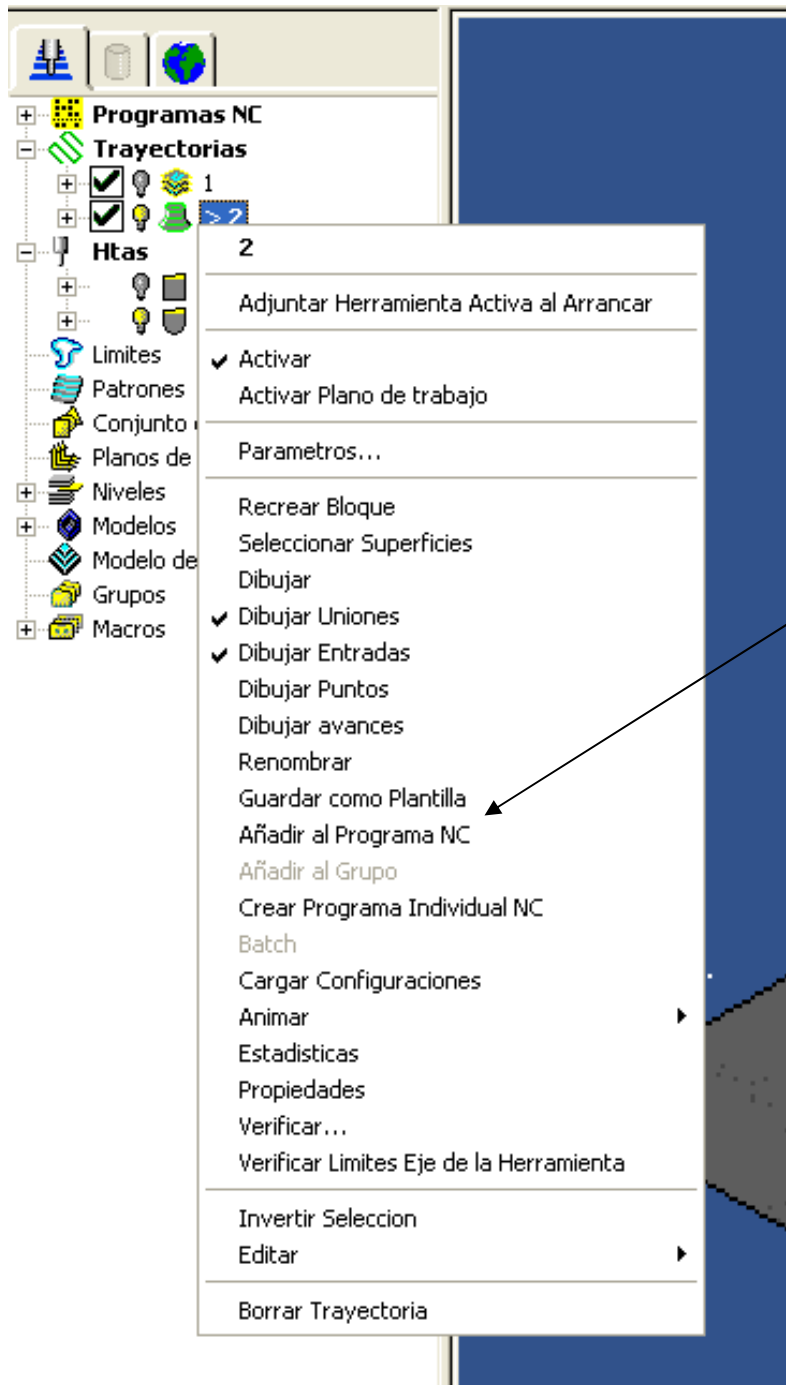 Programas NC
Trayectorias
1
> 2
Htas
Limites
Patrones
Conjunto
Planos de
Niveles
Modelos
Modelo de
Grupos
Macros
2
Adjuntar Herramienta Activa al Arrancar
Activar
Activar Plano de trabajo
Parametros...
Recrear Bloque
Seleccionar Superficies
Dibujar
Dibujar Uniones
Dibujar Entradas
Dibujar Puntos
Dibujar avances
Renombrar
Guardar como Plantilla
Añadir al Programa NC
Añadir al Grupo
Crear Programa Individual NC
Batch
Cargar Configuraciones
Animar
Estadisticas
Propiedades
Verificar...
Verificar Limites Eje de la Herramienta
Invertir Seleccion
Editar
Borrar Trayectoria